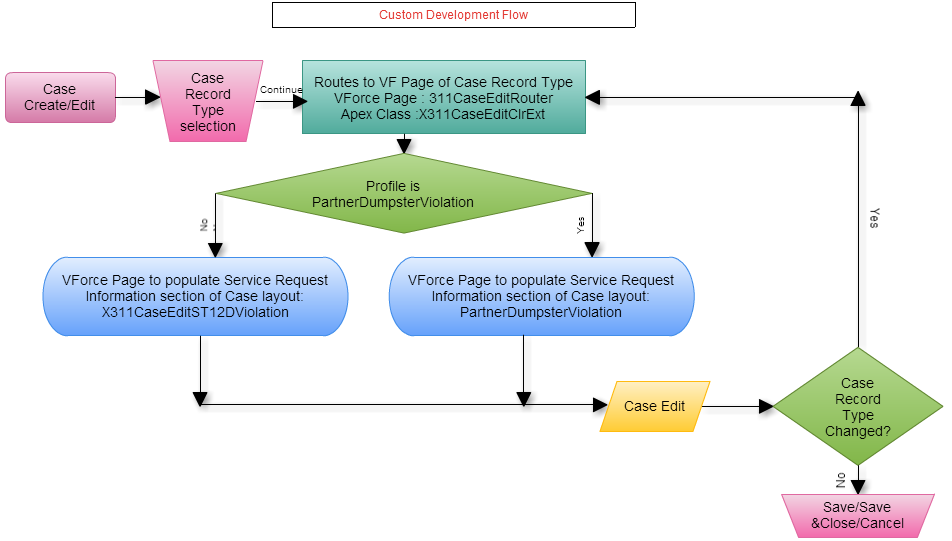 Custom Development Flow
Case
Create/Edit
Case
Record
Type
selection
Continue
Routes to VF Page of Case Record Type
VForce Page : 311CaseEditRouter
Apex Class :X311CaseEditClrExt
Profile is
PartnerDumpsterViolation
No
Yes
VForce Page to populate Service Request
Information section of Case layout:
X311CaseEditST12DViolation
VForce Page to populate Service Request
Information section of Case layout:
PartnerDumpsterViolation
Case Edit
Case
Record
Type
Changed?
Yes
No
Save/Save
&Close/Cancel